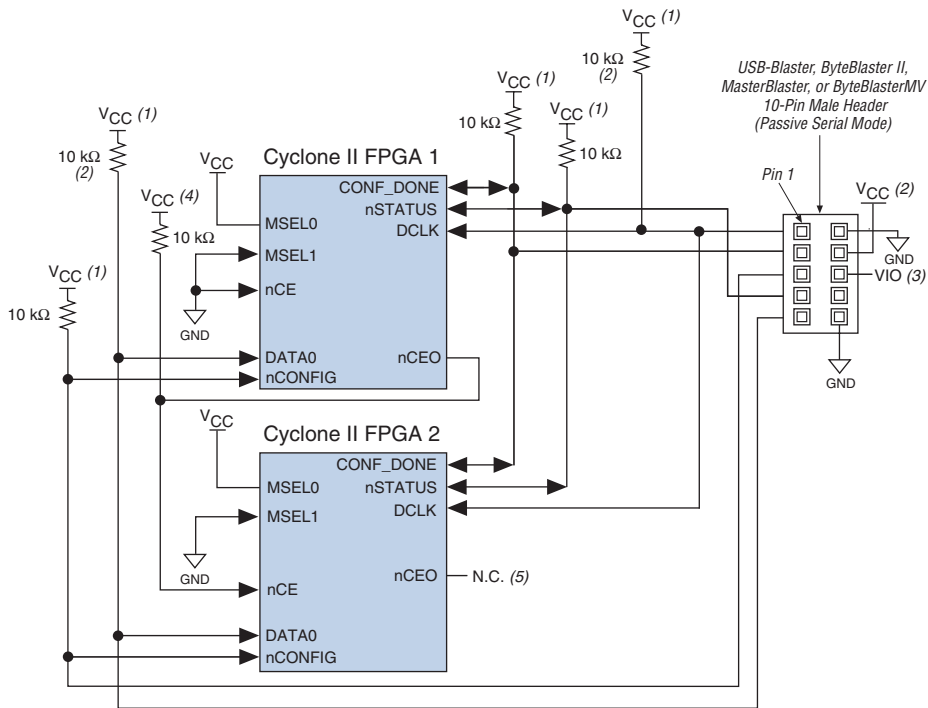 VCC (1)
10 kΩ
(2)
VCC (1)
10 kΩ
VCC (1)
10 kΩ
USB-Blaster, ByteBlaster II,
MasterBlaster, or ByteBlasterMV
10-Pin Male Header
(Passive Serial Mode)
Pin 1
VCC (2)
GND
VIO (3)
GND
VCC (1)
10 kΩ
(2)
VCC (4)
10 kΩ
VCC (1)
10 kΩ
VCC
Cyclone II FPGA 1
CONF_DONE
nSTATUS
DCLK
MSEL0
MSEL1
nCE
GND
DATA0
nCEO
nCONFIG
VCC
Cyclone II FPGA 2
CONF_DONE
nSTATUS
DCLK
MSEL0
MSEL1
GND
nCEO
N.C. (5)
nCE
DATA0
nCONFIG